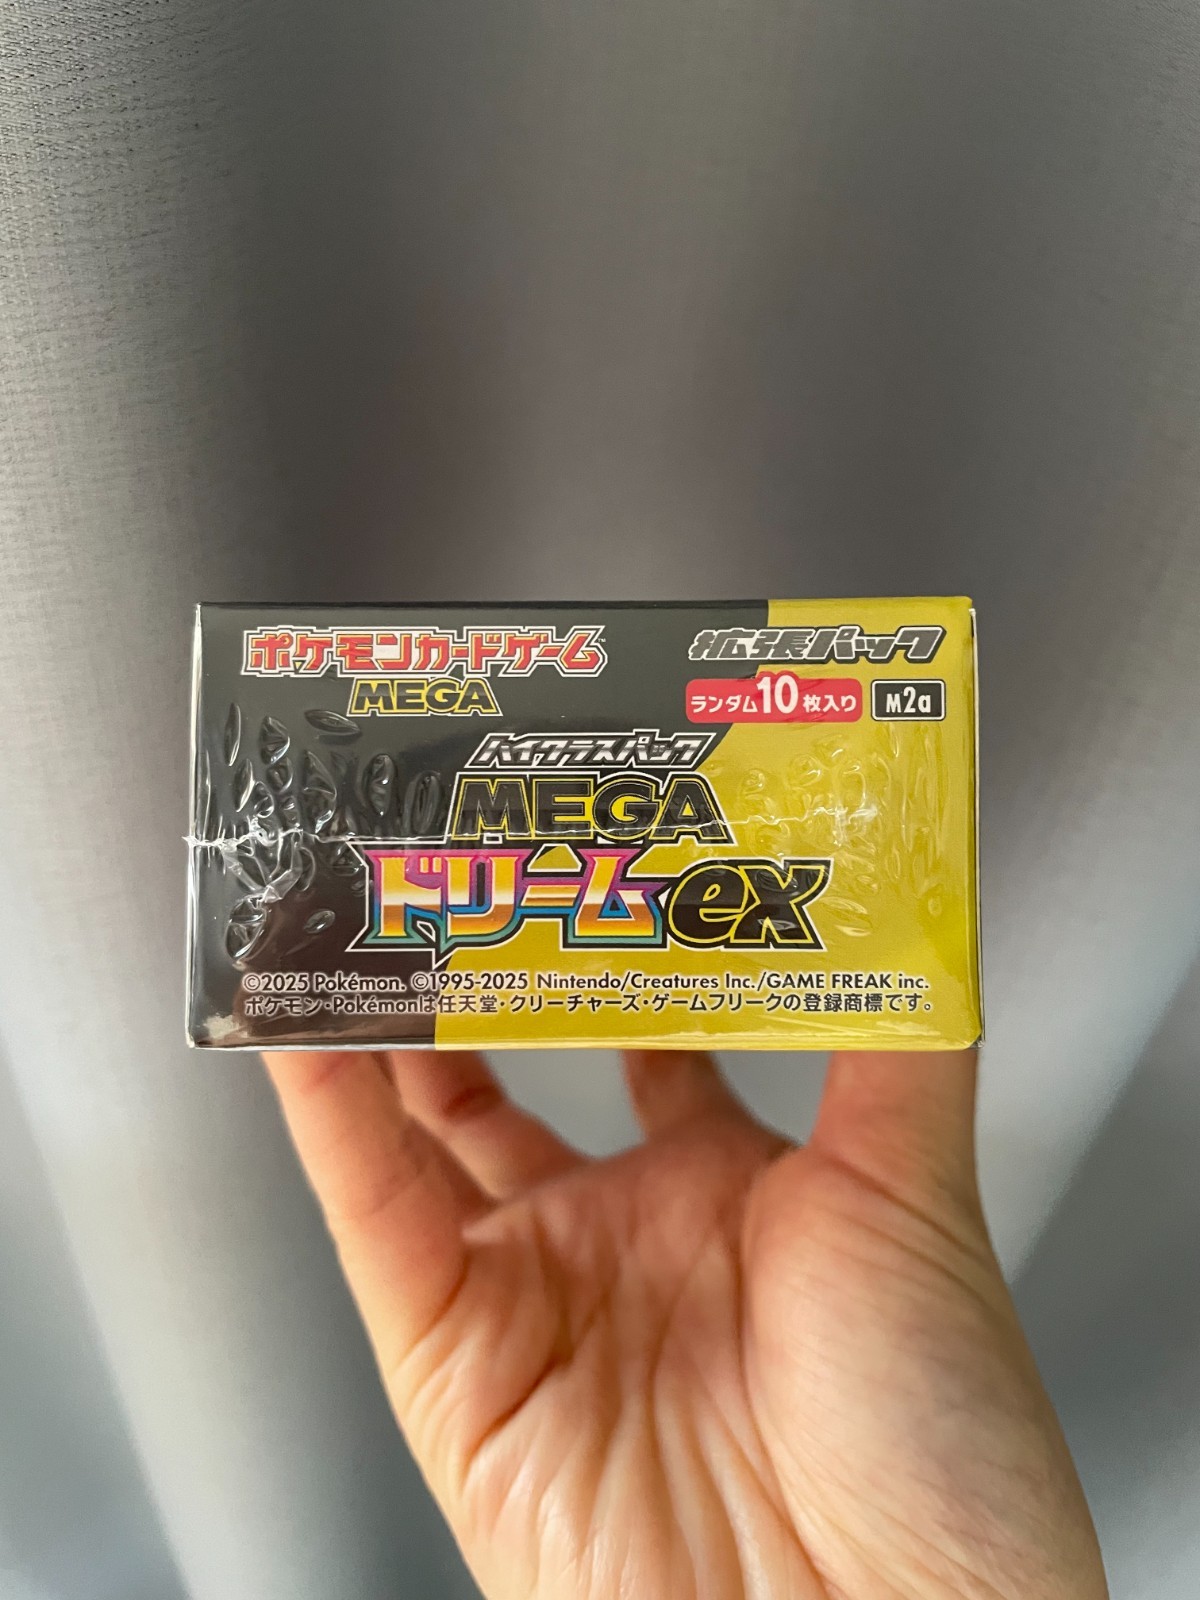 ポケモンカードゲーム™
MEGA
拡張パック
ランダム10枚入り
M2a
ハイクラスパック
MEGA
ドリームex
©2025 Pokémon. ©1995-2025 Nintendo/Creatures Inc./GAME FREAK inc.
ポケモン・Pokémonは任天堂・クリーチャーズ・ゲームフリークの登録商標です。